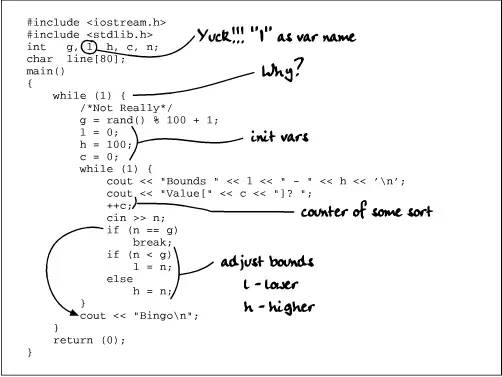 #include <iostream.h>
#include <stdlib.h>
int   g, l, h, c, n;
Yuck!!! "l" as var name
char  line[80];
main()
Why?
{
    while (1) {
        /*Not Really*/
        g = rand() % 100 + 1;
        l = 0;
init vars
        h = 100;
        c = 0;
        while (1) {
            cout << "Bounds " << l << " - " << h << '\n';
            cout << "Value[" << c << "]? ";
            ++c;
counter of some sort
            cin >> n;
            if (n == g)
                break;
            if (n < g)
adjust bounds
                l = n;
l - lower
            else
                h = n;
h - higher
        }
        cout << "Bingo\n";
    }
    return (0);
}